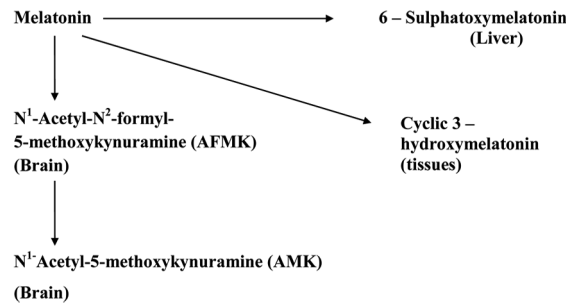 Melatonin
6 – Sulphatoxymelatonin
(Liver)
N¹-Acetyl-N²-formyl-
5-methoxykynuramine (AFMK)
(Brain)
Cyclic 3 –
hydroxymelatonin
(tissues)
N¹⁻Acetyl-5-methoxykynuramine (AMK)
(Brain)